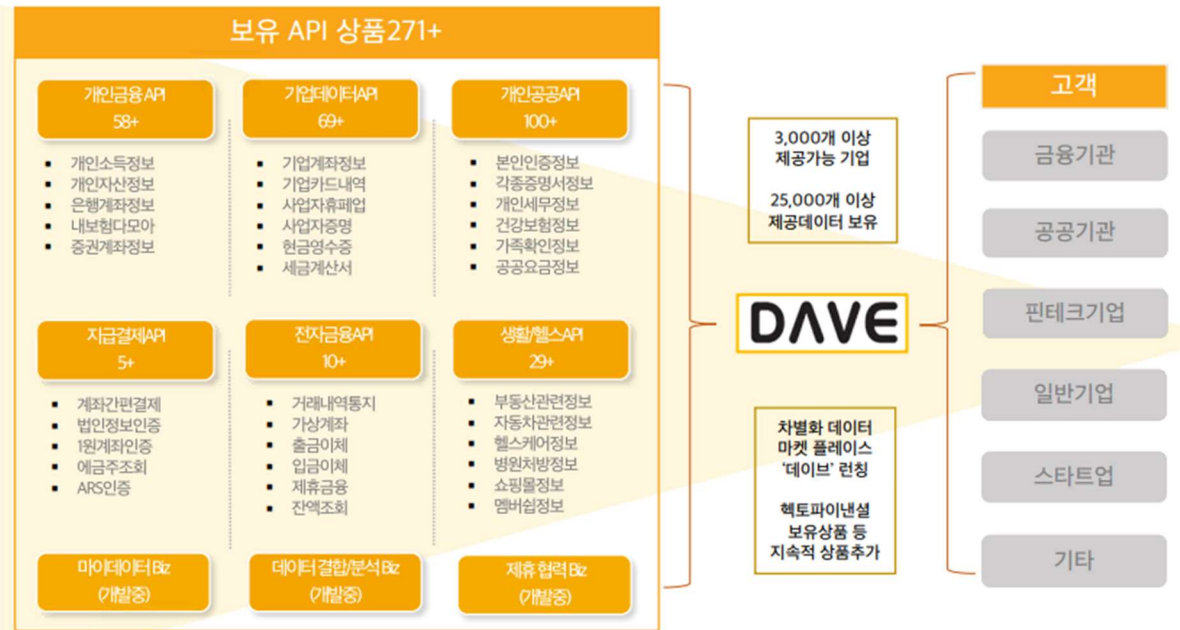 보유 API 상품271+
개인금융API
58+
개인소득정보
개인자산정보
은행계좌정보
내보험다모아
증권계좌정보
기업데이터API
69+
기업계좌정보
기업카드내역
사업자휴폐업
사업자증명
현금영수증
세금계산서
개인공공API
100+
본인인증정보
각종증명서정보
개인세무정보
건강보험정보
가족확인정보
공공요금정보
지급결제API
5+
계좌간편결제
법인정보인증
1원계좌인증
에금주조회
ARS인증
전자금융API
10+
거래내역통지
가상계좌
출금이체
입금이체
제휴금융
잔액조회
생활/헬스API
29+
부동산관련정보
자동차관련정보
헬스케어정보
병원처방정보
쇼핑몰정보
멤버쉽정보
마이데이터 Biz
(개발중)
데이터 결합/분석 Biz
(개발중)
제휴 협력 Biz
(개발중)
3,000개 이상
제공가능 기업
25,000개 이상
제공데이터 보유
DAVE
차별화 데이터
마켓 플레이스
‘데이브’ 런칭
헥토파이낸셜
보유상품 등
지속적 상품추가
고객
금융기관
공공기관
핀테크기업
일반기업
스타트업
기타